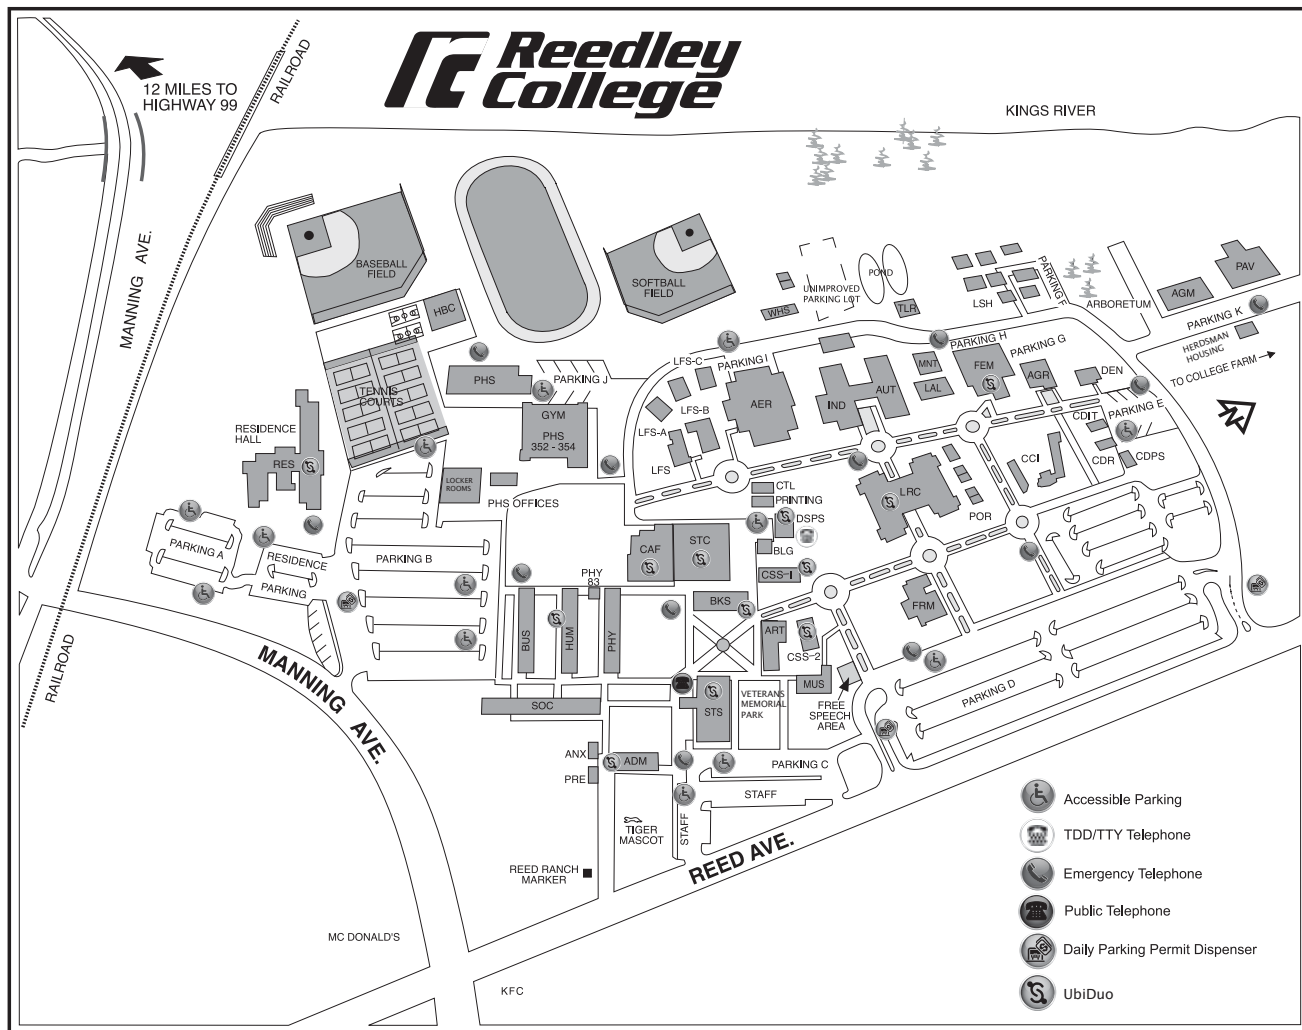 Reedley
College
KINGS RIVER
12 MILES TO
HIGHWAY 99
RAILROAD
MANNING AVE.
BASEBALL
FIELD
SOFTBALL
FIELD
HBC
TENNIS
COURTS
PHS
PARKING J
GYM
PHS
352 - 354
LOCKER
ROOMS
PHS OFFICES
RESIDENCE
HALL
RES
WHS
UNIMPROVED
PARKING LOT
POND
TLR
LSH
PARKING F
ARBORETUM
AGM
PAV
PARKING K
HERDSMAN
HOUSING
TO COLLEGE FARM
LFS-C
PARKING I
LFS-B
LFS-A
LFS
AER
IND
AUT
MNT
LAL
PARKING H
FEM
PARKING G
AGR
DEN
CDIT
PARKING E
CDR
CDPS
CCI
LRC
POR
CTL
PRINTING
DSPS
BLG
CSS-I
CAF
STC
PHY
83
BKS
BUS
HUM
PHY
ART
CSS-2
MUS
FRM
FREE
SPEECH
AREA
VETERANS
MEMORIAL
PARK
STS
SOC
ANX
PRE
ADM
PARKING A
RESIDENCE
PARKING
PARKING B
PARKING C
STAFF
STAFF
PARKING D
TIGER
MASCOT
REED RANCH
MARKER
RAILROAD
MANNING AVE.
REED AVE.
MC DONALD'S
KFC
Accessible Parking
TDD/TTY Telephone
Emergency Telephone
Public Telephone
Daily Parking Permit Dispenser
UbiDuo